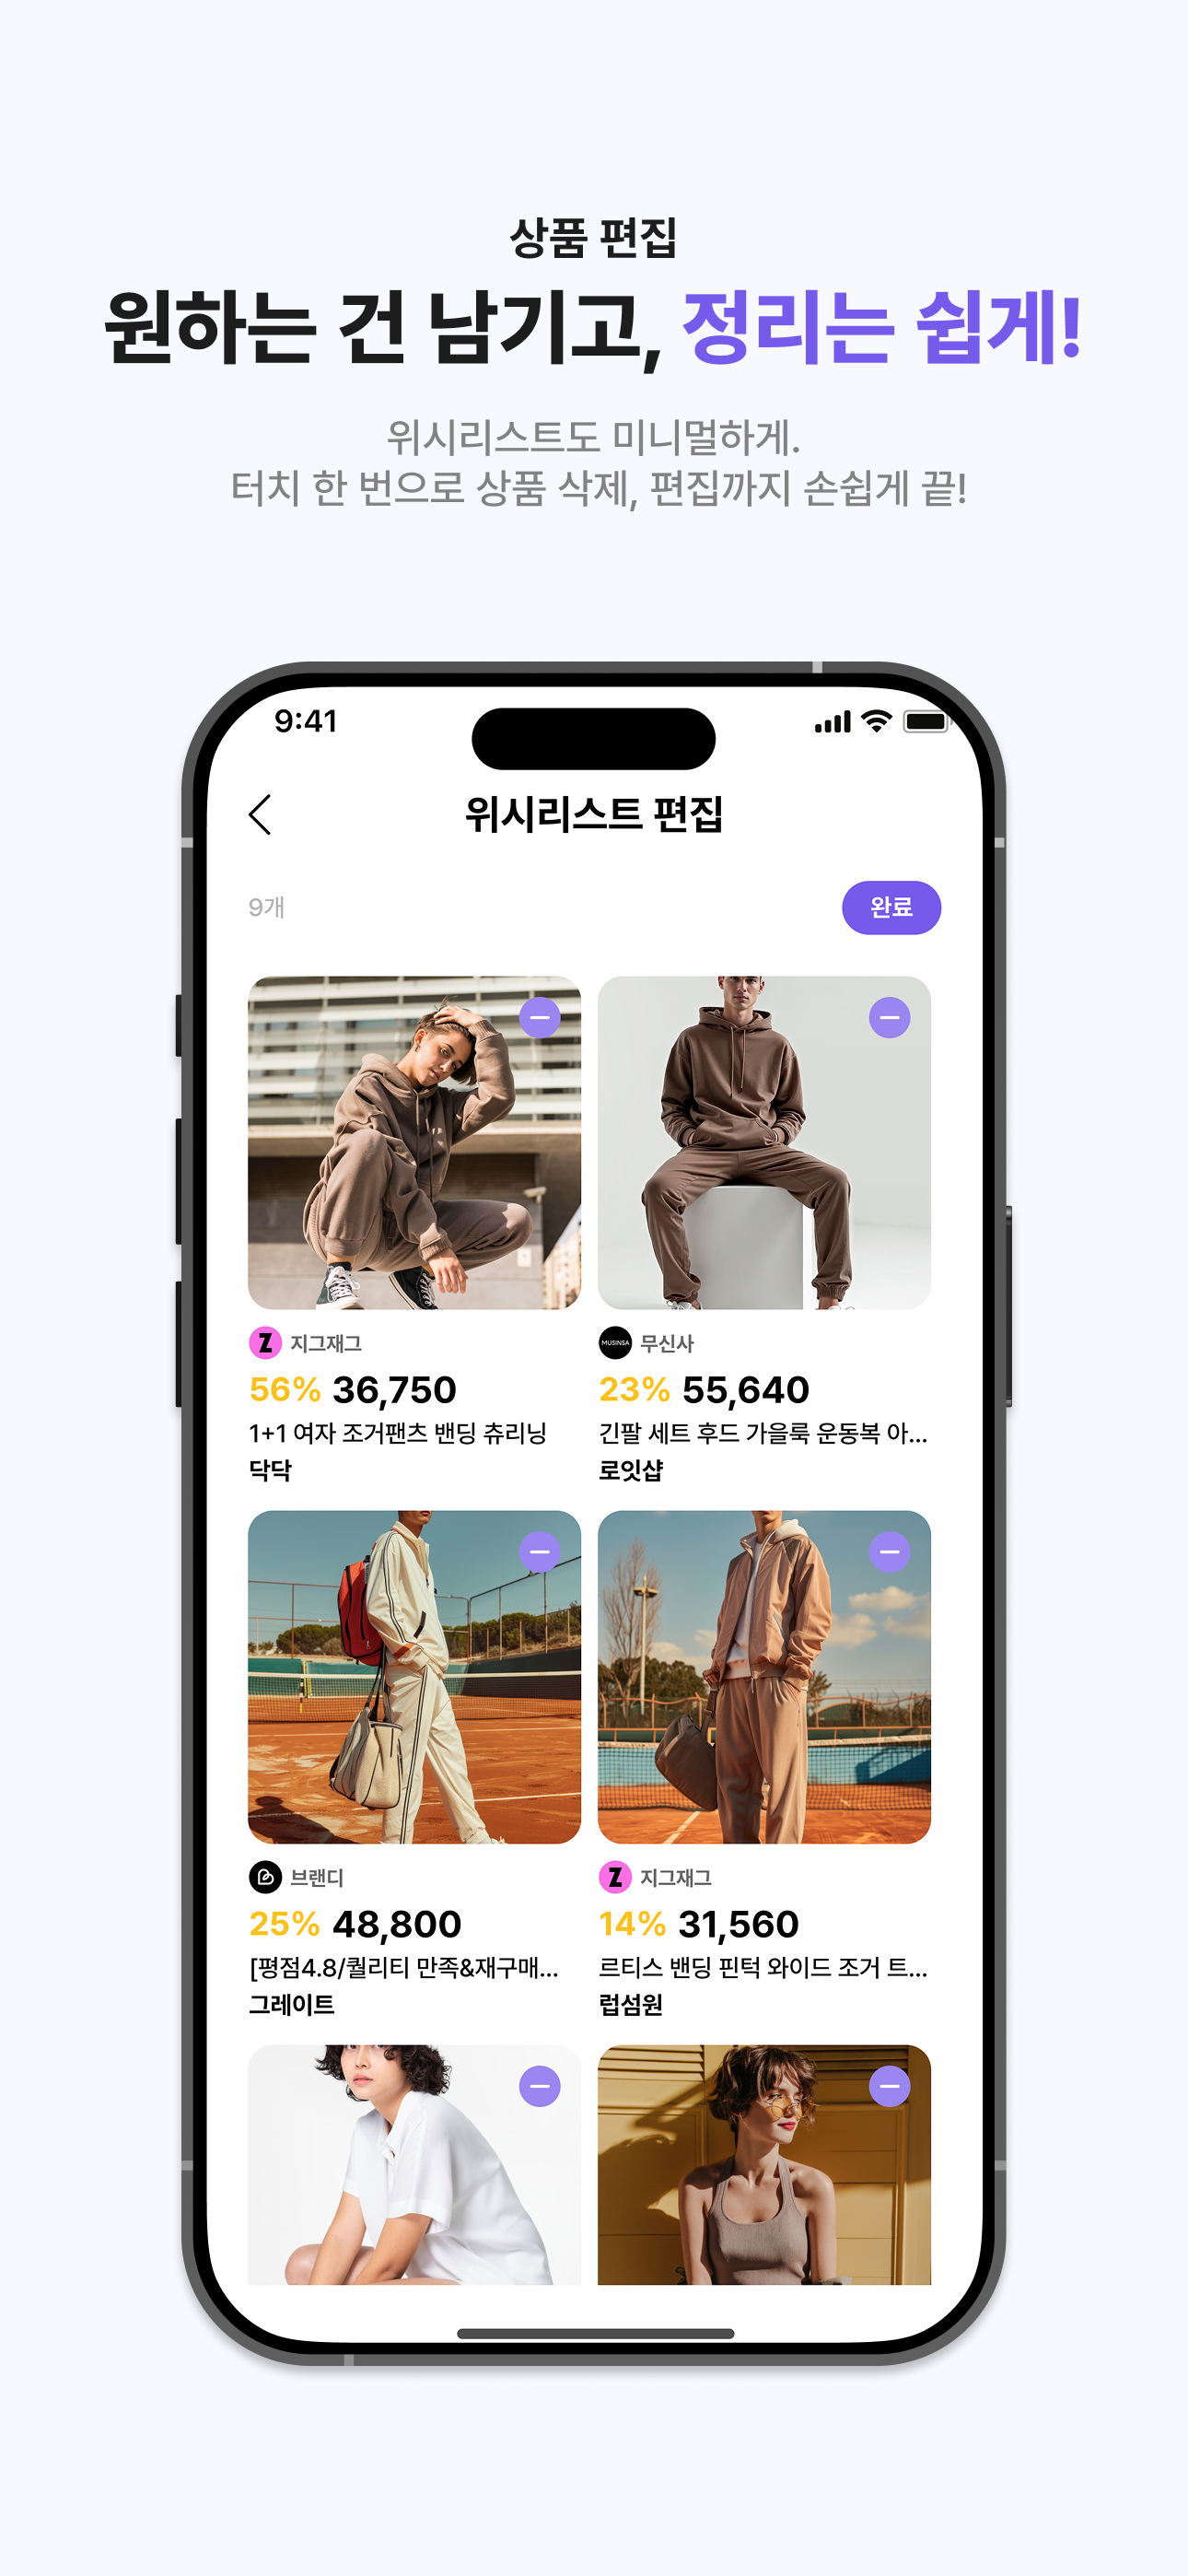 상품 편집
원하는 건 남기고, 정리는 쉽게!
위시리스트도 미니멀하게.
터치 한 번으로 상품 삭제, 편집까지 손쉽게 끝!
9:41
위시리스트 편집
9개
완료
Z 지그재그
MUSINSA 무신사
56% 36,750
23% 55,640
1+1 여자 조거팬츠 밴딩 츄리닝
긴팔 세트 후드 가을룩 운동복 아...
닥닥
로잇샵
브랜디
Z 지그재그
25% 48,800
14% 31,560
[평점4.8/퀄리티 만족&재구매...
르티스 밴딩 핀턱 와이드 조거 트...
그레이트
럽섬원